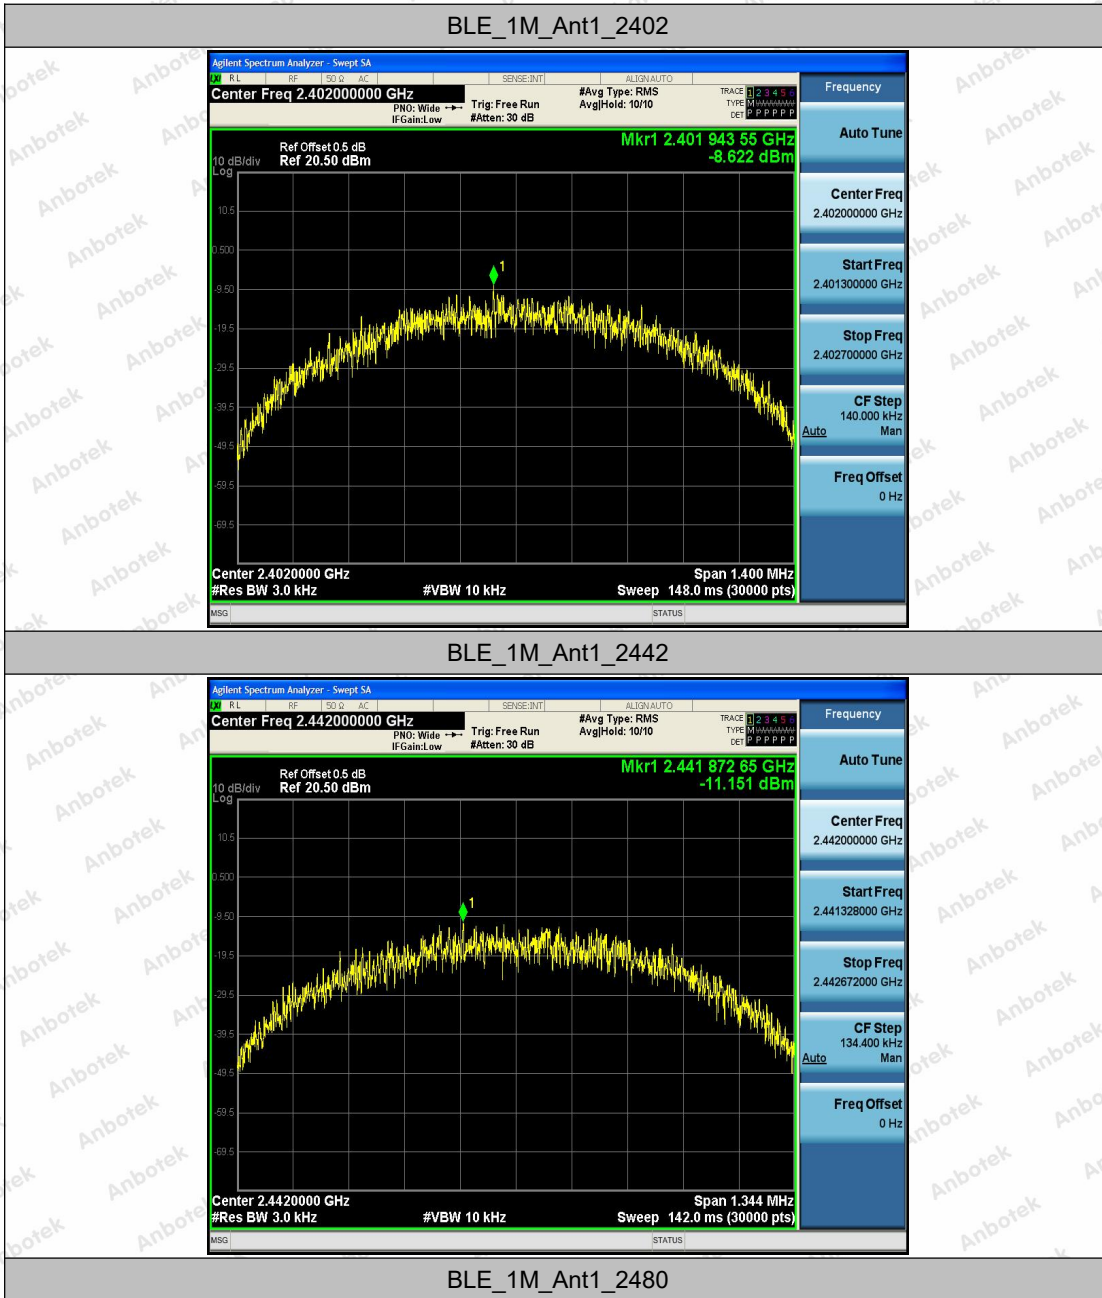 BLE_1M_Ant1_2402
Agilent Spectrum Analyzer - Swept SA
LXI RL RF 50 Ω AC SENSE:INT ALIGNAUTO
Center Freq 2.402000000 GHz
PNO: Wide
IFGain:Low
Trig: Free Run
#Atten: 30 dB
#Avg Type: RMS
Avg|Hold: 10/10
TRACE 1 2 3 4 5 6
TYPE M WWWWW
DET P P P P P P
Ref Offset 0.5 dB
10 dB/div Ref 20.50 dBm
Log
Mkr1 2.401 943 55 GHz
-8.622 dBm
10.5
0.500
-9.50
-19.5
-29.5
-39.5
-49.5
-59.5
-69.5
1
Center 2.4020000 GHz
Span 1.400 MHz
#Res BW 3.0 kHz
#VBW 10 kHz
Sweep 148.0 ms (30000 pts)
MSG
STATUS
Frequency
Auto Tune
Center Freq
2.402000000 GHz
Start Freq
2.401300000 GHz
Stop Freq
2.402700000 GHz
CF Step
140.000 kHz
Auto Man
Freq Offset
0 Hz
BLE_1M_Ant1_2442
Agilent Spectrum Analyzer - Swept SA
LXI RL RF 50 Ω AC SENSE:INT ALIGNAUTO
Center Freq 2.442000000 GHz
PNO: Wide
IFGain:Low
Trig: Free Run
#Atten: 30 dB
#Avg Type: RMS
Avg|Hold: 10/10
TRACE 1 2 3 4 5 6
TYPE M WWWWW
DET P P P P P P
Ref Offset 0.5 dB
10 dB/div Ref 20.50 dBm
Log
Mkr1 2.441 872 65 GHz
-11.151 dBm
10.5
0.500
-9.50
-19.5
-29.5
-39.5
-49.5
-59.5
-69.5
1
Center 2.4420000 GHz
Span 1.344 MHz
#Res BW 3.0 kHz
#VBW 10 kHz
Sweep 142.0 ms (30000 pts)
MSG
STATUS
Frequency
Auto Tune
Center Freq
2.442000000 GHz
Start Freq
2.441328000 GHz
Stop Freq
2.442672000 GHz
CF Step
134.400 kHz
Auto Man
Freq Offset
0 Hz
BLE_1M_Ant1_2480
Anbotek